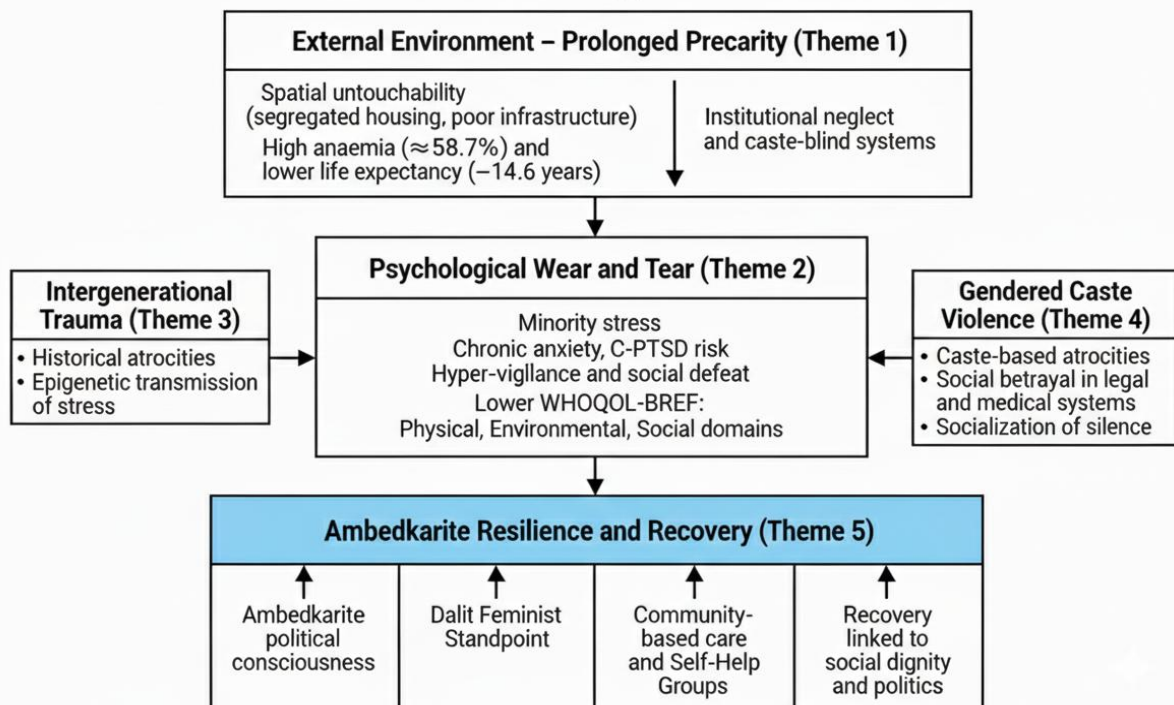 External Environment – Prolonged Precarity (Theme 1)
Spatial untouchability
(segregated housing, poor infrastructure)
High anaemia (≈58.7%) and
lower life expectancy (−14.6 years)
Institutional neglect
and caste-blind systems
Intergenerational
Trauma (Theme 3)
• Historical atrocities
• Epigenetic transmission
of stress
Psychological Wear and Tear (Theme 2)
Minority stress
Chronic anxiety, C-PTSD risk
Hyper-vigllance and social defeat
Lower WHOQOL-BREF:
Physical, Environmental, Social domains
Gendered Caste
Violence (Theme 4)
• Caste-based atrocities
• Social betrayal in legal
and medical systems
• Socialization of silence
Ambedkarite Resilience and Recovery (Theme 5)
Ambedkarite
political
consciousness
Dalit Feminist
Standpoint
Community-
based care
and Self-Help
Groups
Recovery
linked to
social dignity
and politics